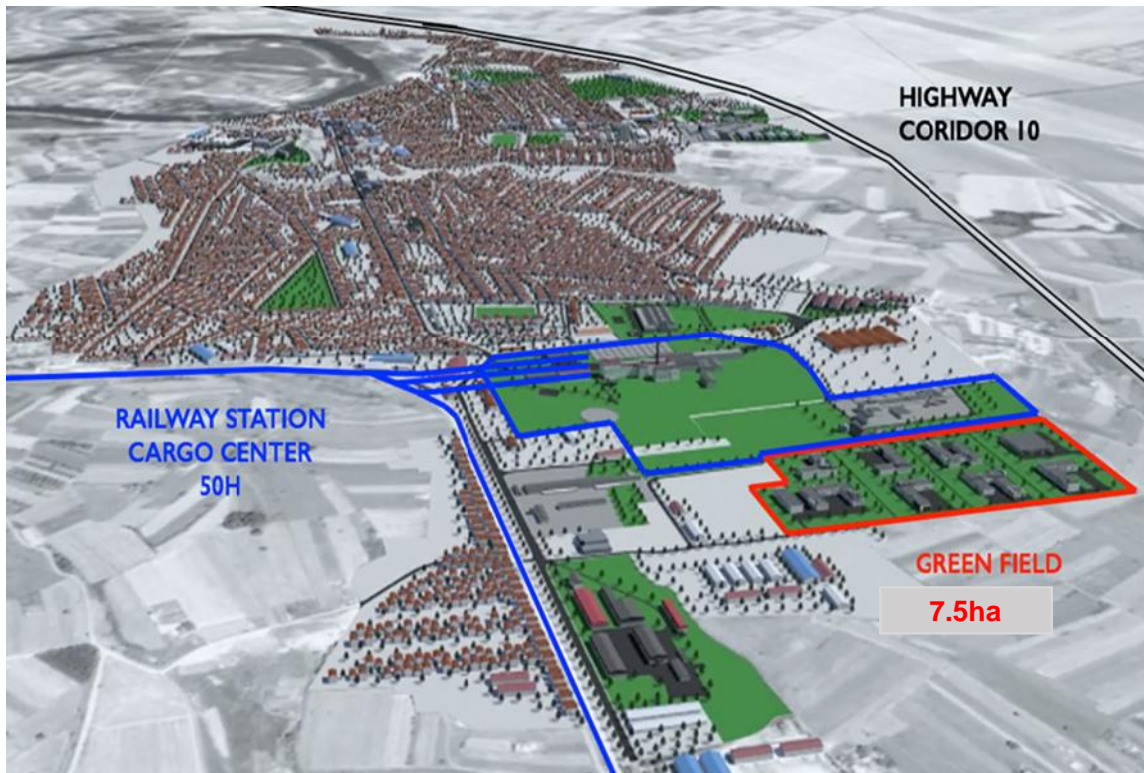 HIGHWAY
CORIDOR 10
RAILWAY STATION
CARGO CENTER
50H
GREEN FIELD
7.5ha